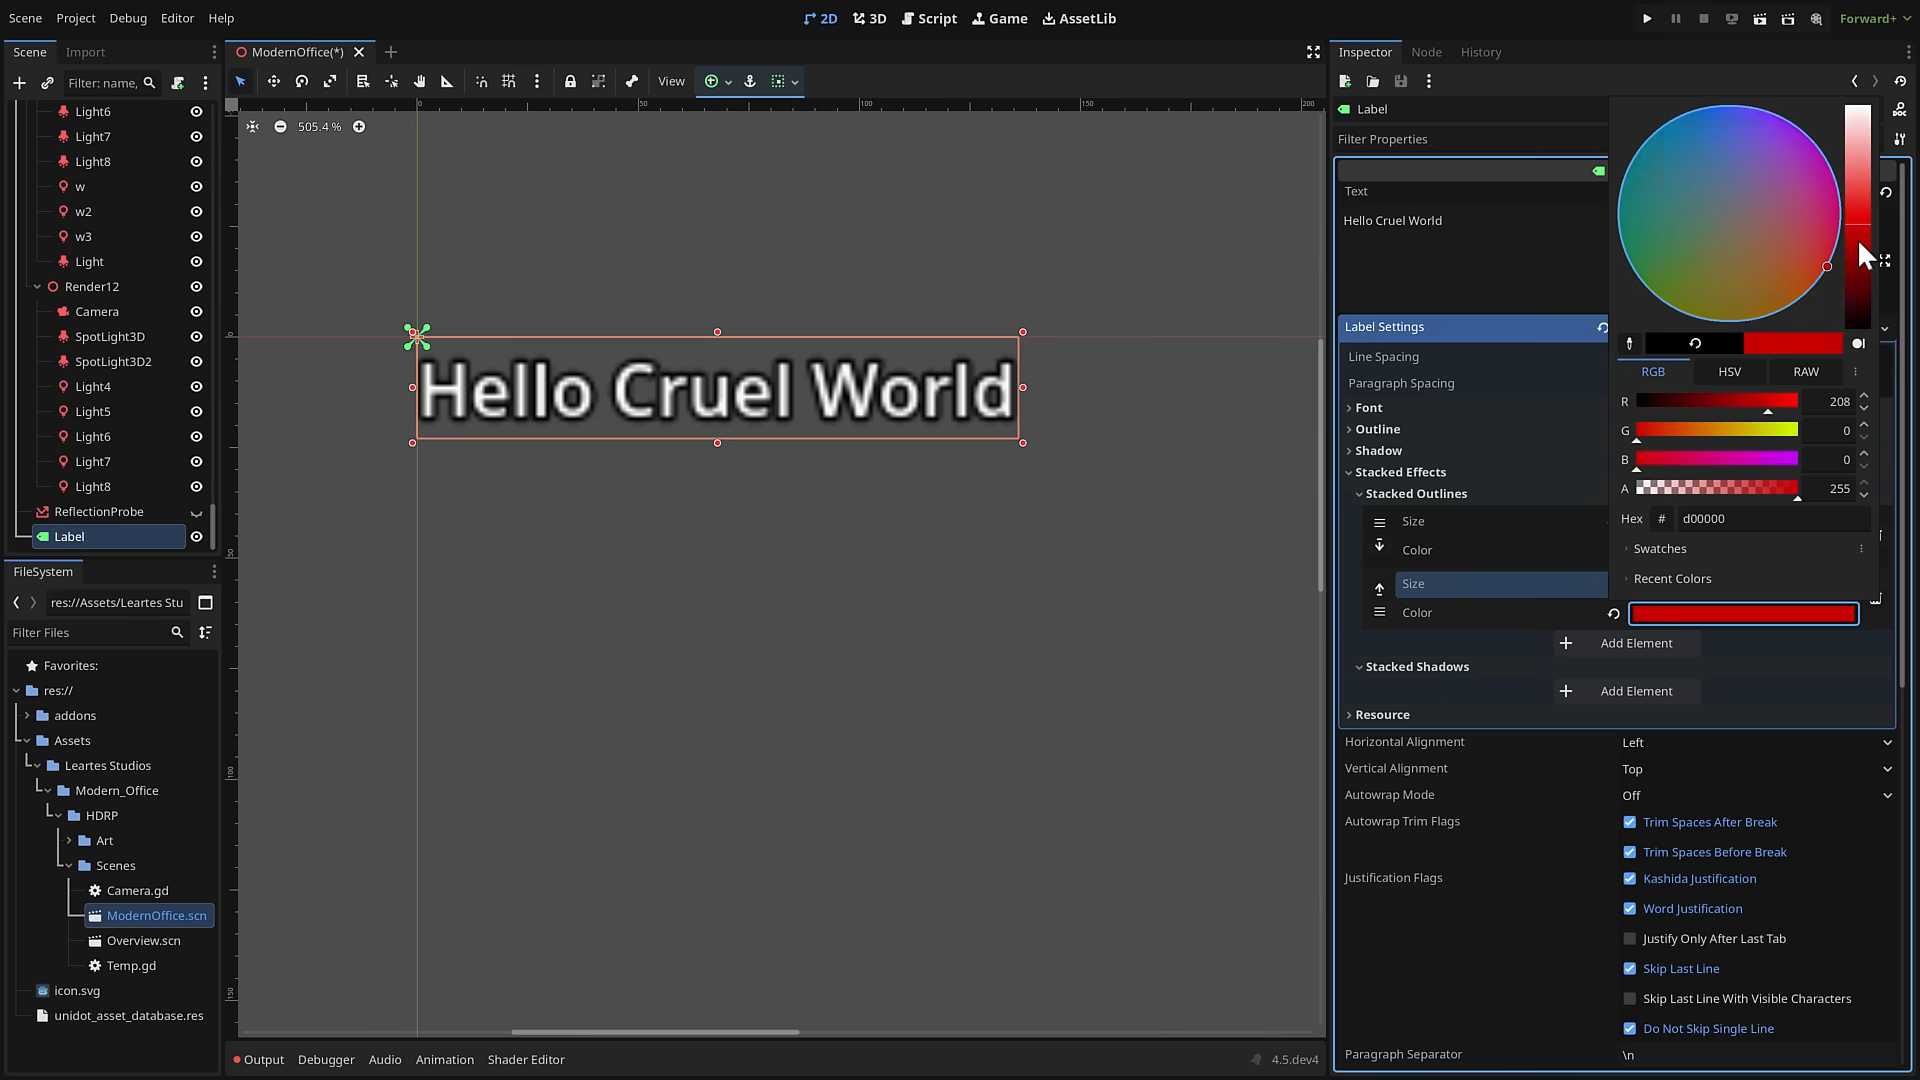 Scene Project Debug Editor Help
2D 3D Script Game AssetLib
Forward+
Scene Import
Filter: name,
Light6
Light7
Light8
w
w2
w3
Light
Render12
Camera
SpotLight3D
SpotLight3D2
Light4
Light5
Light6
Light7
Light8
ReflectionProbe
Label
FileSystem
res://Assets/Leartes Stu
Filter Files
Favorites:
res://
addons
Assets
Leartes Studios
Modern_Office
HDRP
Art
Scenes
Camera.gd
ModernOffice.scn
Overview.scn
Temp.gd
icon.svg
unidot_asset_database.res
ModernOffice(*)
View
0 50 100 150 200
505.4 %
0
50
100
150
Hello Cruel World
Output Debugger Audio Animation Shader Editor
4.5.dev4
Inspector Node History
Label
Filter Properties
Text
Hello Cruel World
Label Settings
Line Spacing
Paragraph Spacing
Font
Outline
Shadow
Stacked Effects
Stacked Outlines
Size
Color
Size
Color
Add Element
Stacked Shadows
Add Element
Resource
RGB HSV RAW
R 208
G 0
B 0
A 255
Hex # d00000
Swatches
Recent Colors
Horizontal Alignment Left
Vertical Alignment Top
Autowrap Mode Off
Autowrap Trim Flags Trim Spaces After Break
Trim Spaces Before Break
Justification Flags Kashida Justification
Word Justification
Justify Only After Last Tab
Skip Last Line
Skip Last Line With Visible Characters
Do Not Skip Single Line
Paragraph Separator \n